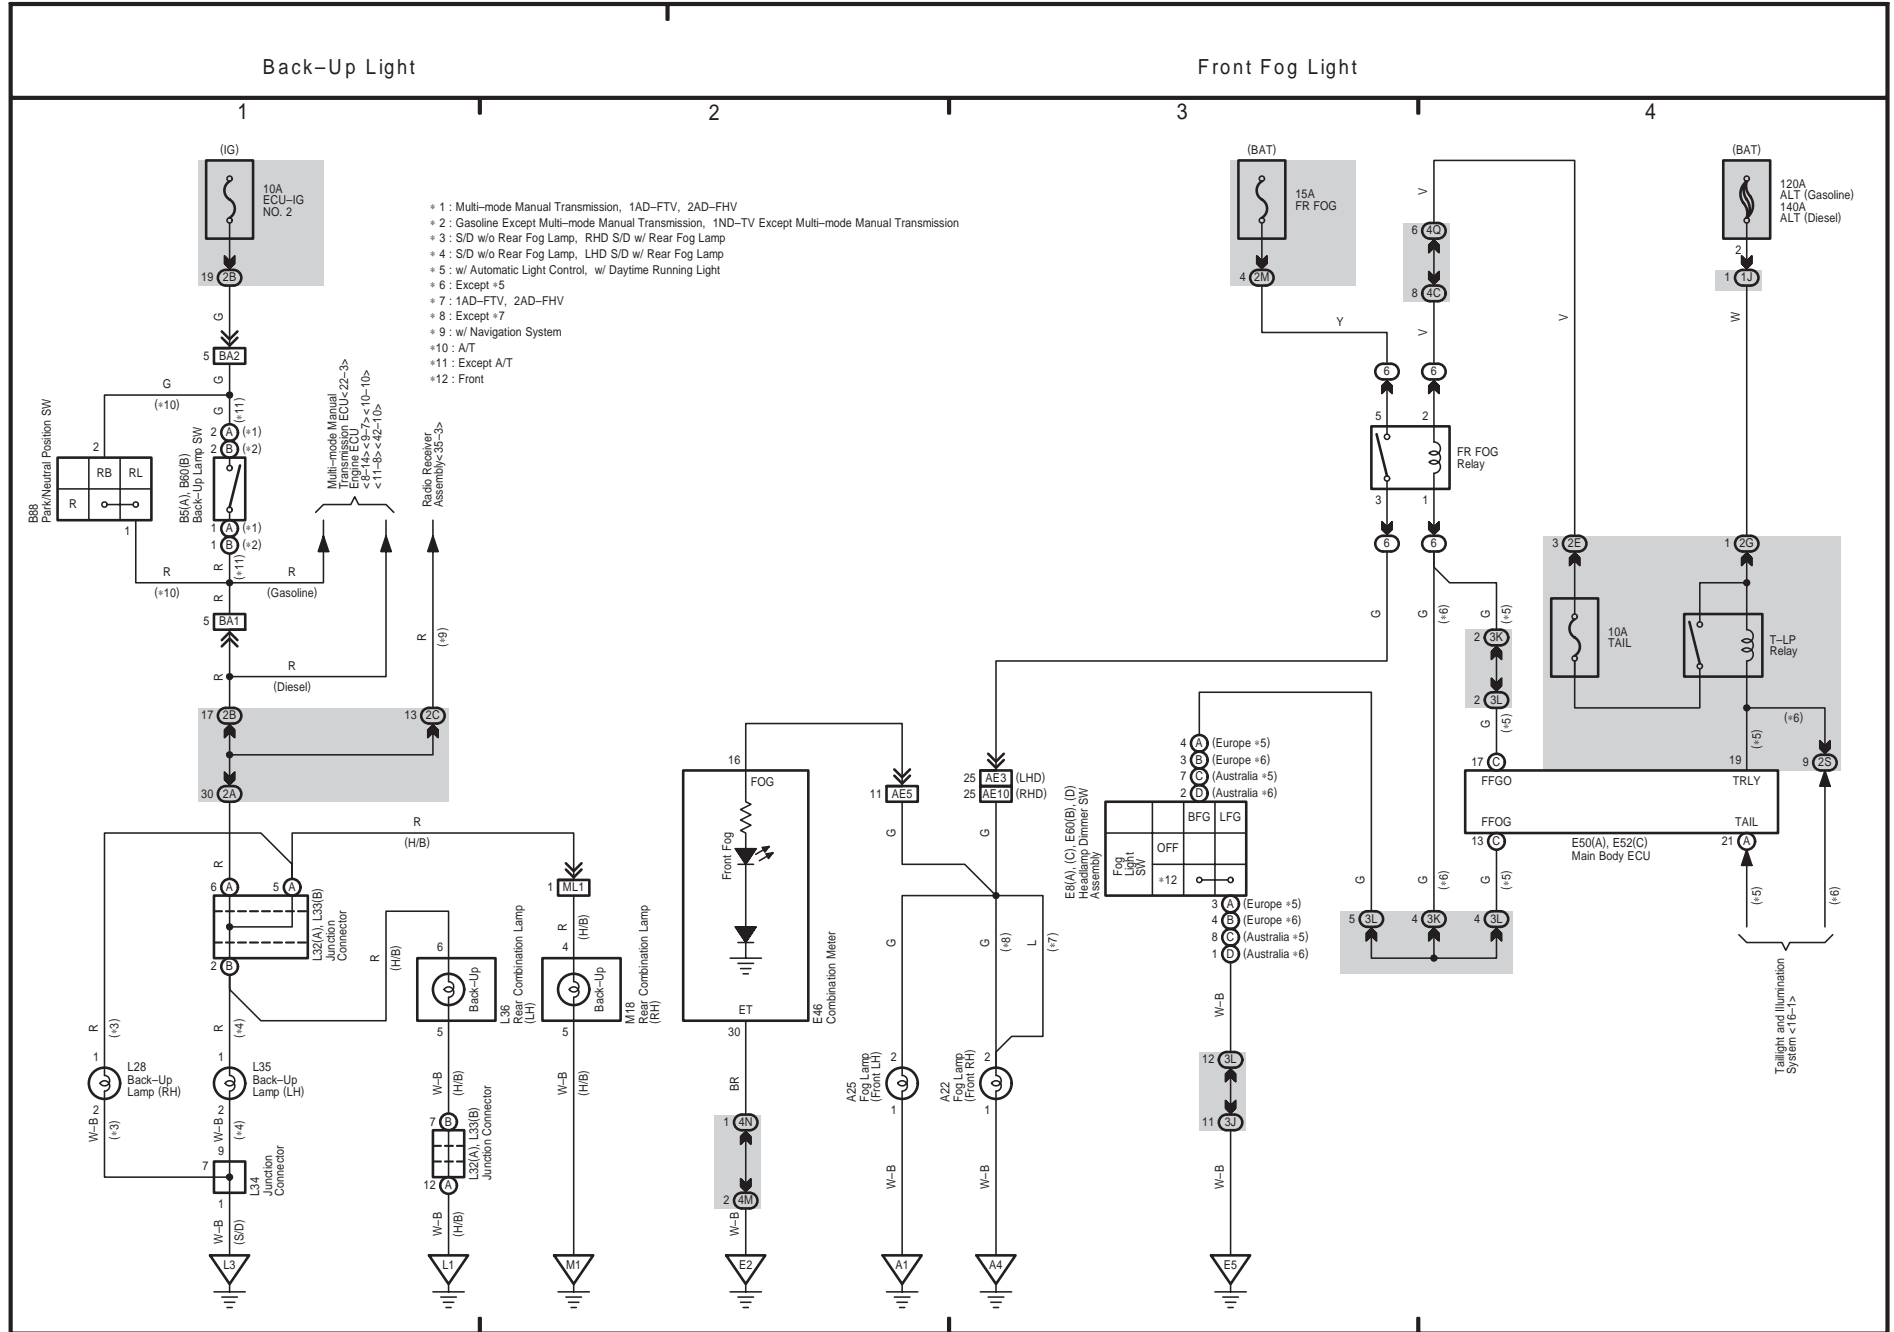 Back–Up Light
Front Fog Light
1
2
3
4
(IG)
10A
ECU–IG
NO. 2
19 2B
G
5 BA2
G
G
(∗10)
G
(∗11)
2 A (∗1)
2 B (∗2)
B88
Park/Neutral Position SW
2
RB RL
R
1
B5(A), B60(B)
Back–Up Lamp SW
1 A (∗1)
1 B (∗2)
R
(∗11)
R
(∗10)
R
(Gasoline)
R
5 BA1
R
R
(Diesel)
Multi–mode Manual
Transmission ECU<22–3>
Engine ECU
<8–14><9–7><10–10>
<11–8><42–10>
Radio Receiver
Assembly<35–3>
R
(∗9)
17 2B
13 2C
30 2A
∗ 1 : Multi–mode Manual Transmission, 1AD–FTV, 2AD–FHV
∗ 2 : Gasoline Except Multi–mode Manual Transmission, 1ND–TV Except Multi–mode Manual Transmission
∗ 3 : S/D w/o Rear Fog Lamp, RHD S/D w/ Rear Fog Lamp
∗ 4 : S/D w/o Rear Fog Lamp, LHD S/D w/ Rear Fog Lamp
∗ 5 : w/ Automatic Light Control, w/ Daytime Running Light
∗ 6 : Except ∗5
∗ 7 : 1AD–FTV, 2AD–FHV
∗ 8 : Except ∗7
∗ 9 : w/ Navigation System
∗10 : A/T
∗11 : Except A/T
∗12 : Front
R
(H/B)
R
6 A
5 A
L32(A), L33(B)
Junction
Connector
2 B
R
(∗3)
R
(∗4)
R
(H/B)
1
L28
Back–Up
Lamp (RH)
2
W–B
(∗3)
1
L35
Back–Up
Lamp (LH)
2
W–B
(∗4)
9
7
L34
Junction
Connector
1
W–B
(S/D)
L3
6
Back–Up
L36
Rear Combination Lamp
(LH)
5
W–B
(H/B)
7 B
L32(A), L33(B)
Junction Connector
12 A
W–B
(H/B)
L1
1 ML1
R
(H/B)
4
Back–Up
M18
Rear Combination Lamp
(RH)
5
W–B
(H/B)
M1
16
FOG
Front Fog
ET
E46
Combination Meter
30
BR
1 4N
2 4M
W–B
E2
11 AE5
G
25 AE3 (LHD)
25 AE10 (RHD)
G
G
G
(∗8)
L
(∗7)
2
A25
Fog Lamp
(Front LH)
1
W–B
A1
2
A22
Fog Lamp
(Front RH)
1
W–B
A4
(BAT)
15A
FR FOG
4 2M
Y
6
6
5
2
FR FOG
Relay
3
1
6
6
G
V
6 4Q
8 4C
V
V
G
(∗6)
G
(∗5)
2 3K
2 3L
G
(∗5)
17 C
FFGO
TRLY
FFOG
TAIL
E50(A), E52(C)
Main Body ECU
13 C
21 A
G
(∗5)
4 A (Europe ∗5)
3 B (Europe ∗6)
7 C (Australia ∗5)
2 D (Australia ∗6)
BFG LFG
OFF
∗12
Fog
Light
SW
E8(A), (C), E60(B), (D)
Headlamp Dimmer SW
Assembly
3 A (Europe ∗5)
4 B (Europe ∗6)
8 C (Australia ∗5)
1 D (Australia ∗6)
W–B
12 3L
11 3J
W–B
E5
G
G
(∗6)
5 3L
4 3K
4 3L
(BAT)
120A
ALT (Gasoline)
140A
ALT (Diesel)
2
1 1J
W
3 2E
1 2G
10A
TAIL
T–LP
Relay
(∗6)
(∗5)
19
9 2S
(∗5)
(∗6)
Taillight and Illumination
System <16–1>